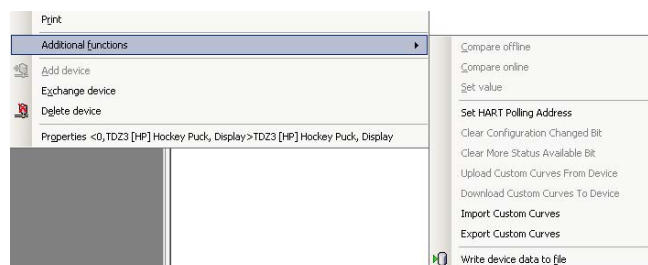 Print
Additional functions
Add device
Exchange device
Delete device
Properties <0,TDZ3 [HP] Hockey Puck, Display>TDZ3 [HP] Hockey Puck, Display
Compare offline
Compare online
Set value
Set HART Polling Address
Clear Configuration Changed Bit
Clear More Status Available Bit
Upload Custom Curves From Device
Download Custom Curves To Device
Import Custom Curves
Export Custom Curves
Write device data to file